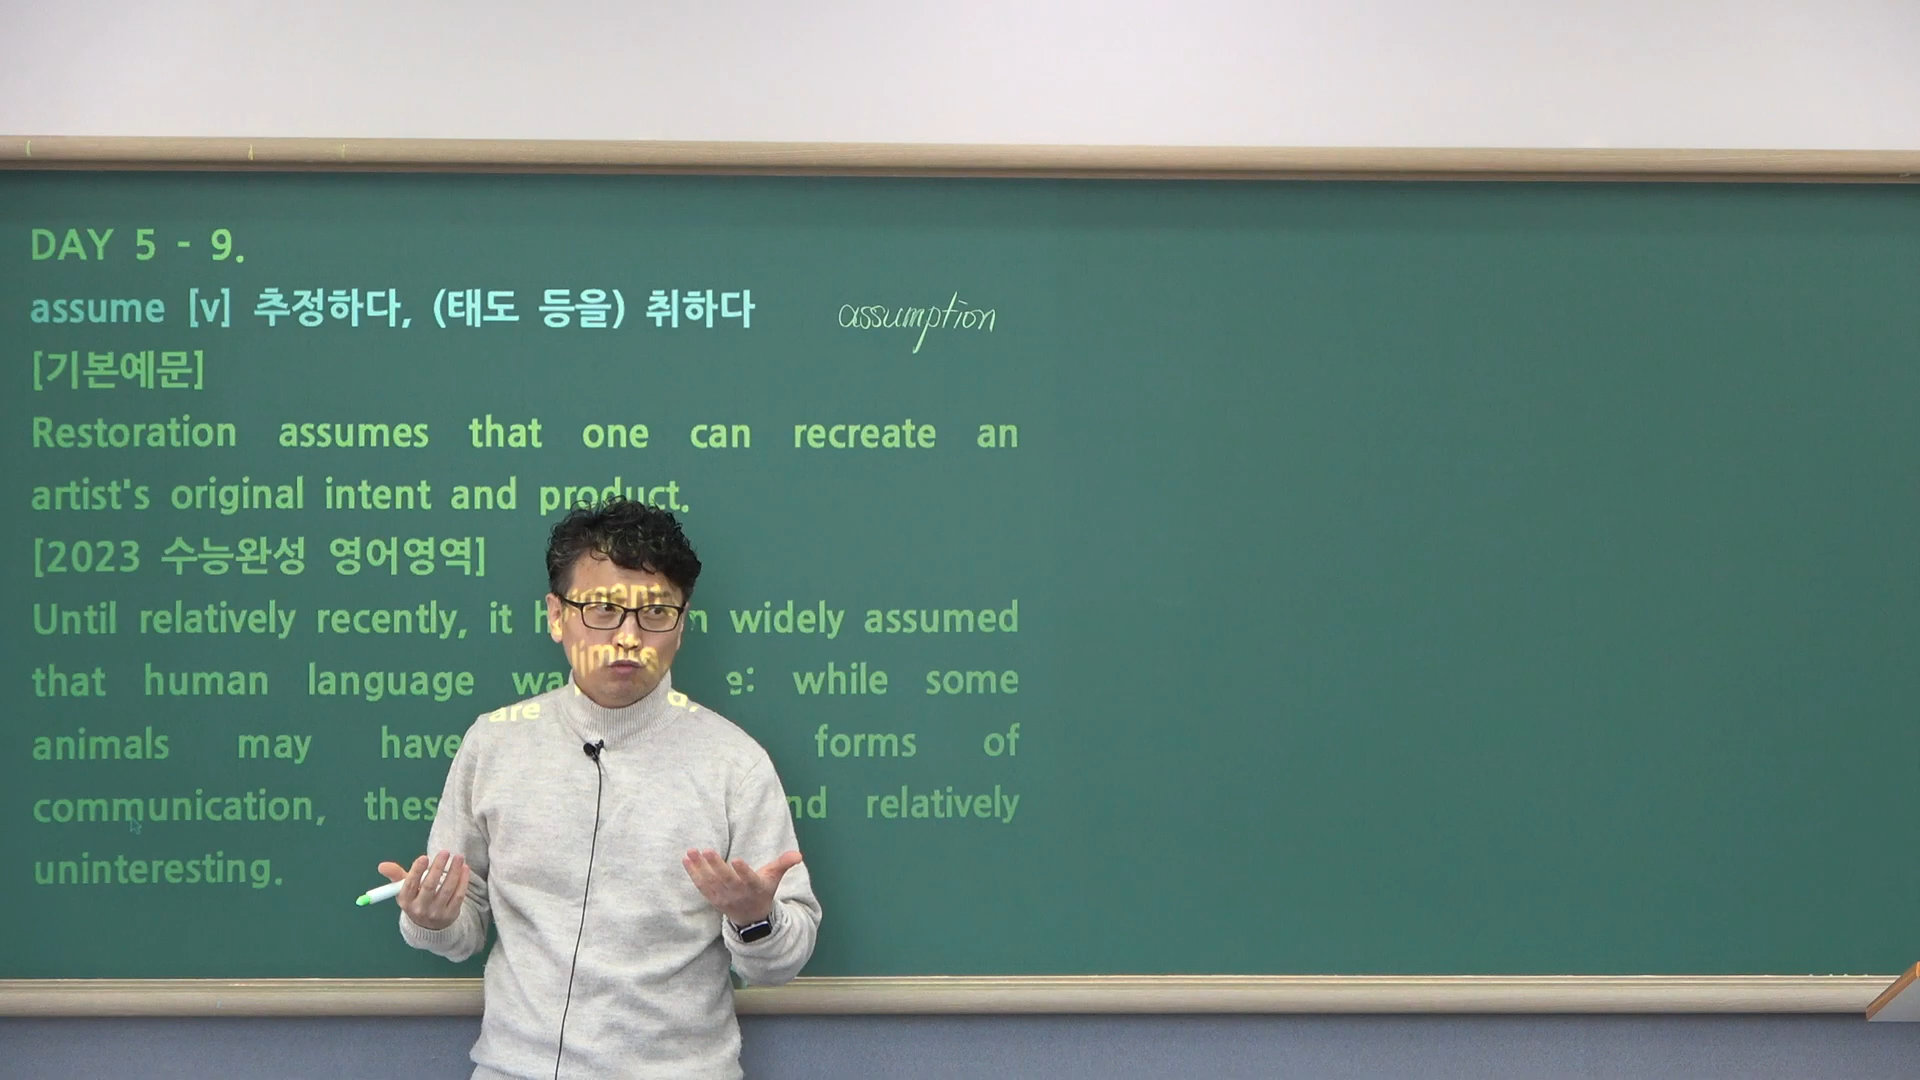 DAY 5 - 9.
assume [v] 추정하다, (태도 등을) 취하다 assumption
[기본예문]
Restoration assumes that one can recreate an
artist's original intent and product.
[2023 수능완성 영어영역]
Until relatively recently, it widely assumed
that human language while some
animals may have forms of
communication, limits are relatively
uninteresting.